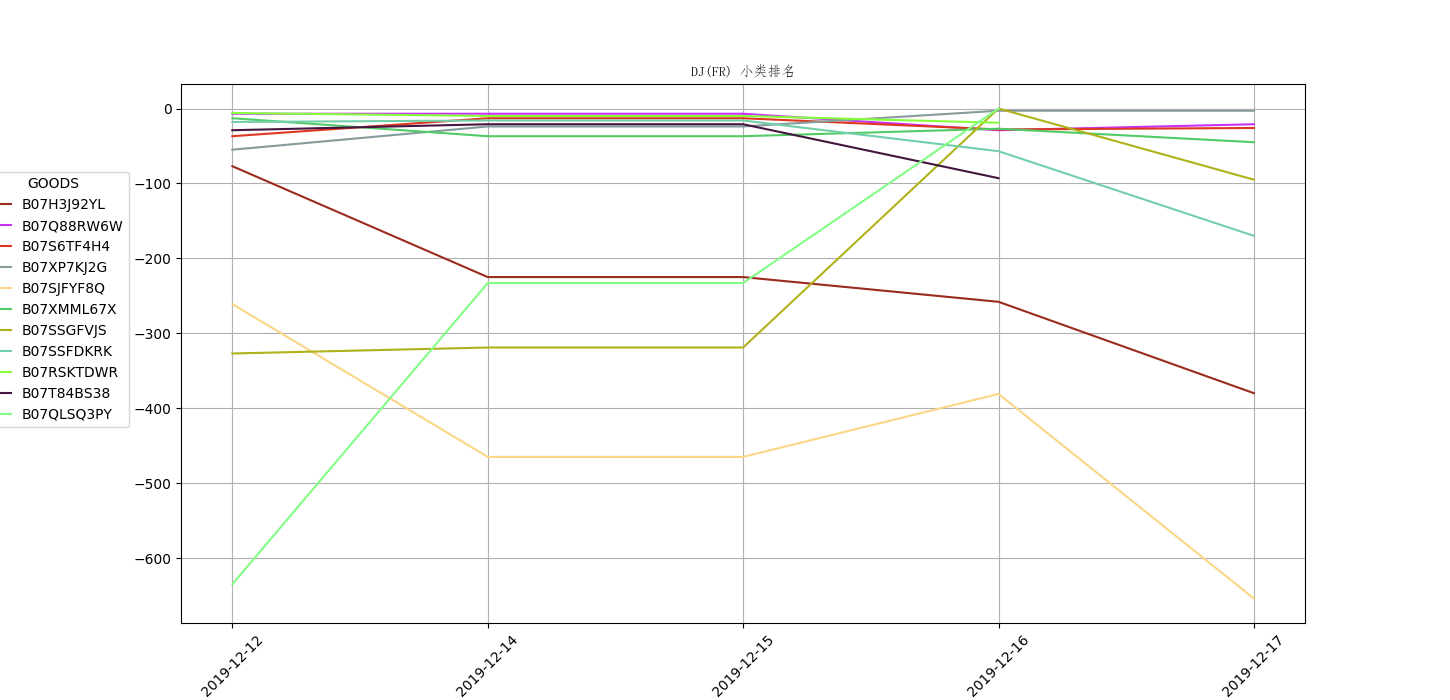 DJ(FR) 小类排名
0
−100
−200
−300
−400
−500
−600
GOODS
B07H3J92YL
B07Q88RW6W
B07S6TF4H4
B07XP7KJ2G
B07SJFYF8Q
B07XMML67X
B07SSGFVJS
B07SSFDKRK
B07RSKTDWR
B07T84BS38
B07QLSQ3PY
2019-12-12
2019-12-14
2019-12-15
2019-12-16
2019-12-17